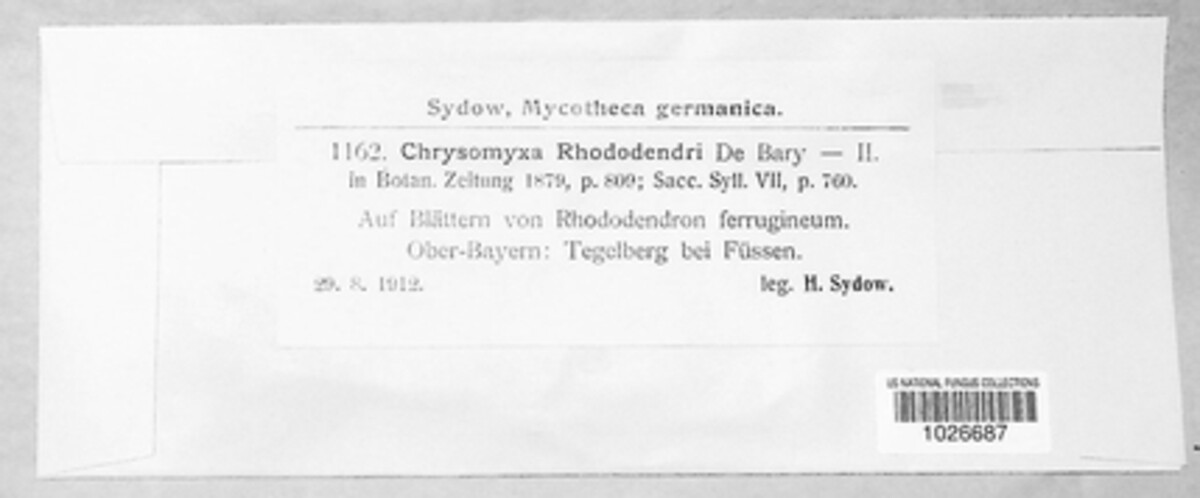 Sydow, Mycotheca germanica.
1162. Chrysomyxa Rhododendri De Bary — II.
in Botan. Zeitung 1879, p. 809; Sacc. Syll. VII, p. 760.
Auf Blättern von Rhododendron ferrugineum.
Ober-Bayern: Tegelberg bei Füssen.
29. 8. 1912. leg. H. Sydow.
US NATIONAL FUNGUS COLLECTIONS
1026687